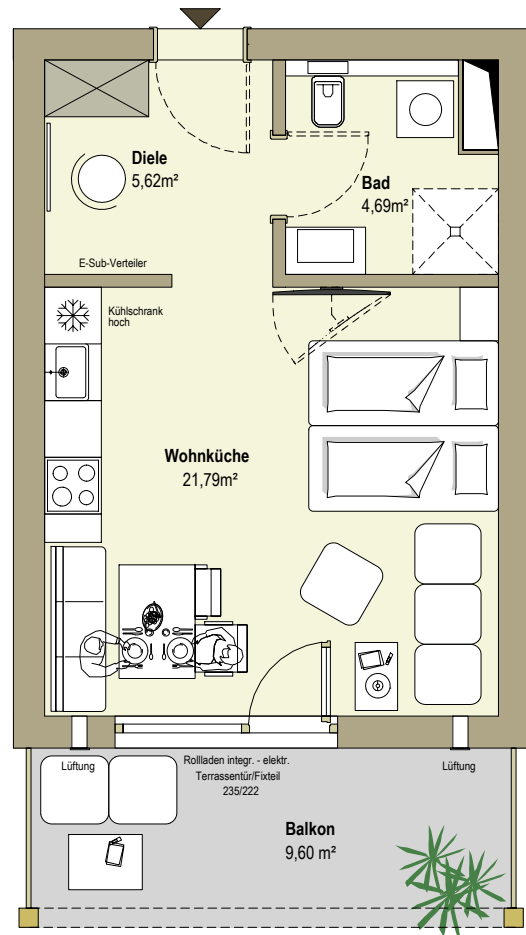 Diele
5,62m²
Bad
4,69m²
E-Sub-Verteiler
Kühlschrank
hoch
Wohnküche
21,79m²
Lüftung
Rollladen integr. - elektr.
Terrassentür/Fixteil
235/222
Lüftung
Balkon
9,60 m²